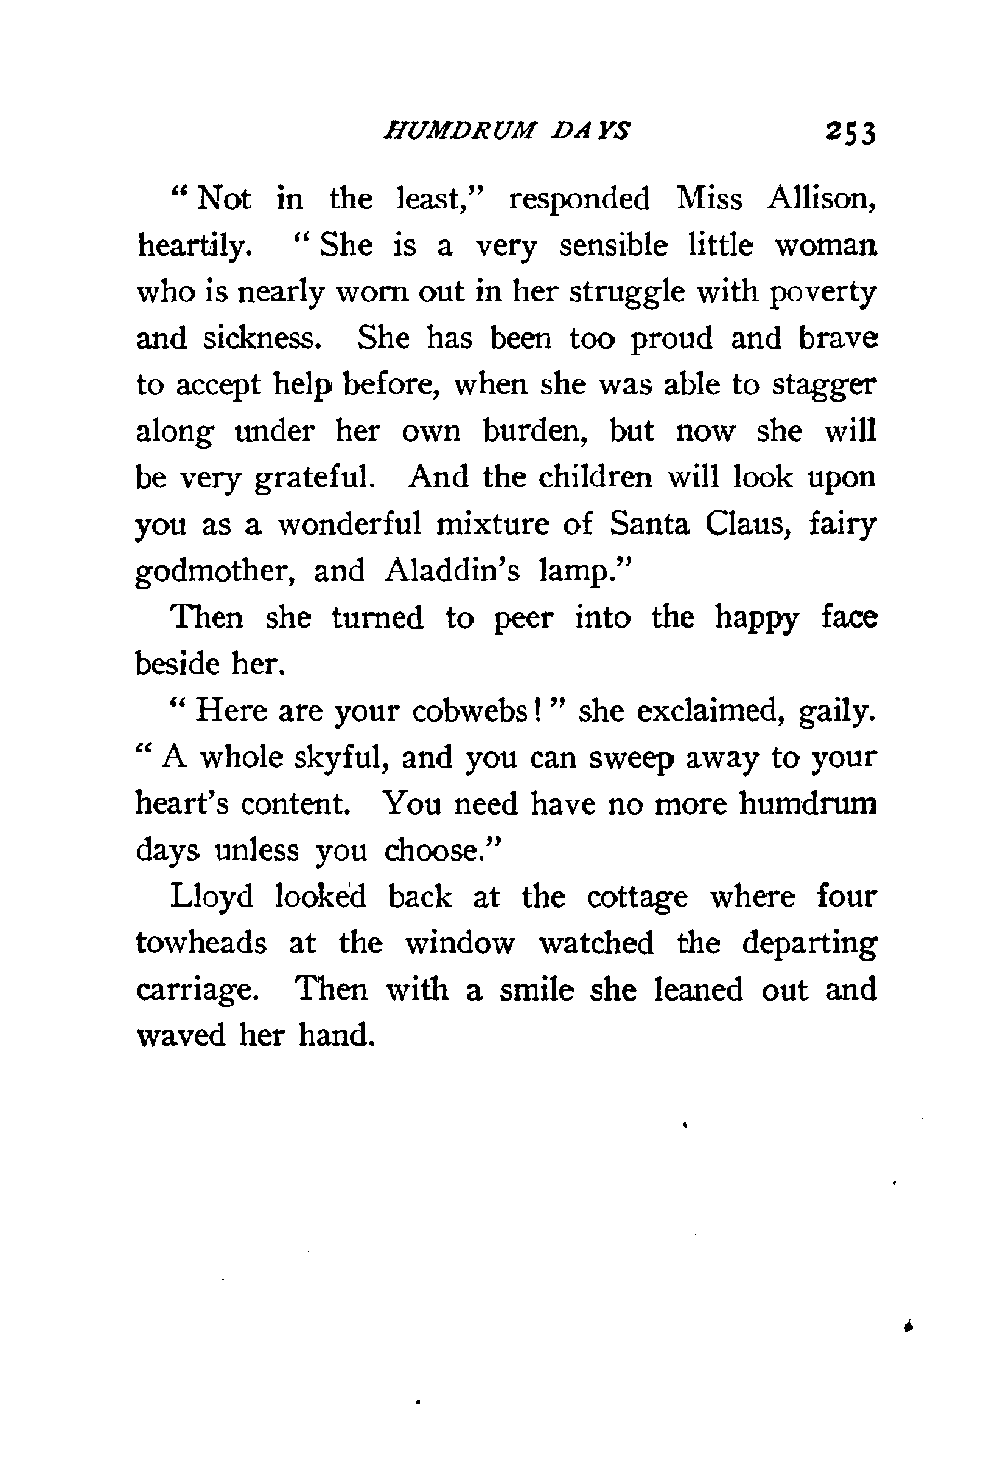 HUMDRUM DAYS 253
" Not in the least," responded Miss Allison,
heartily. " She is a very sensible little woman
who is nearly worn out in her struggle with poverty
and sickness. She has been too proud and brave
to accept help before, when she was able to stagger
along under her own burden, but now she will
be very grateful. And the children will look upon
you as a wonderful mixture of Santa Claus, fairy
godmother, and Aladdin's lamp."
Then she turned to peer into the happy face
beside her.
" Here are your cobwebs ! " she exclaimed, gaily.
" A whole skyful, and you can sweep away to your
heart's content. You need have no more humdrum
days unless you choose."
Lloyd looked back at the cottage where four
towheads at the window watched the departing
carriage. Then with a smile she leaned out and
waved her hand.